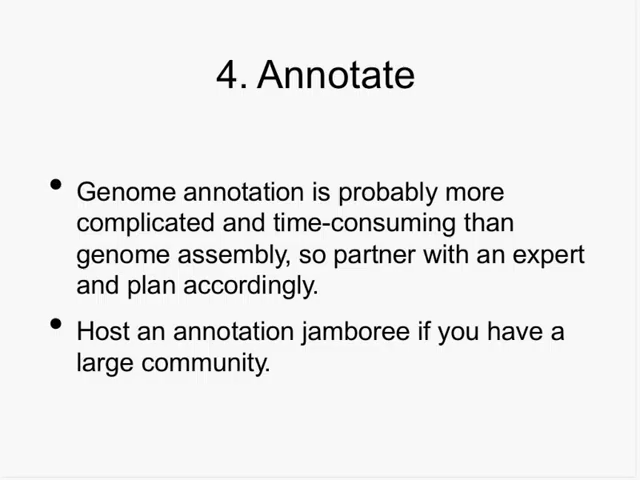 4. Annotate
• Genome annotation is probably more
complicated and time-consuming than
genome assembly, so partner with an expert
and plan accordingly.
• Host an annotation jamboree if you have a
large community.